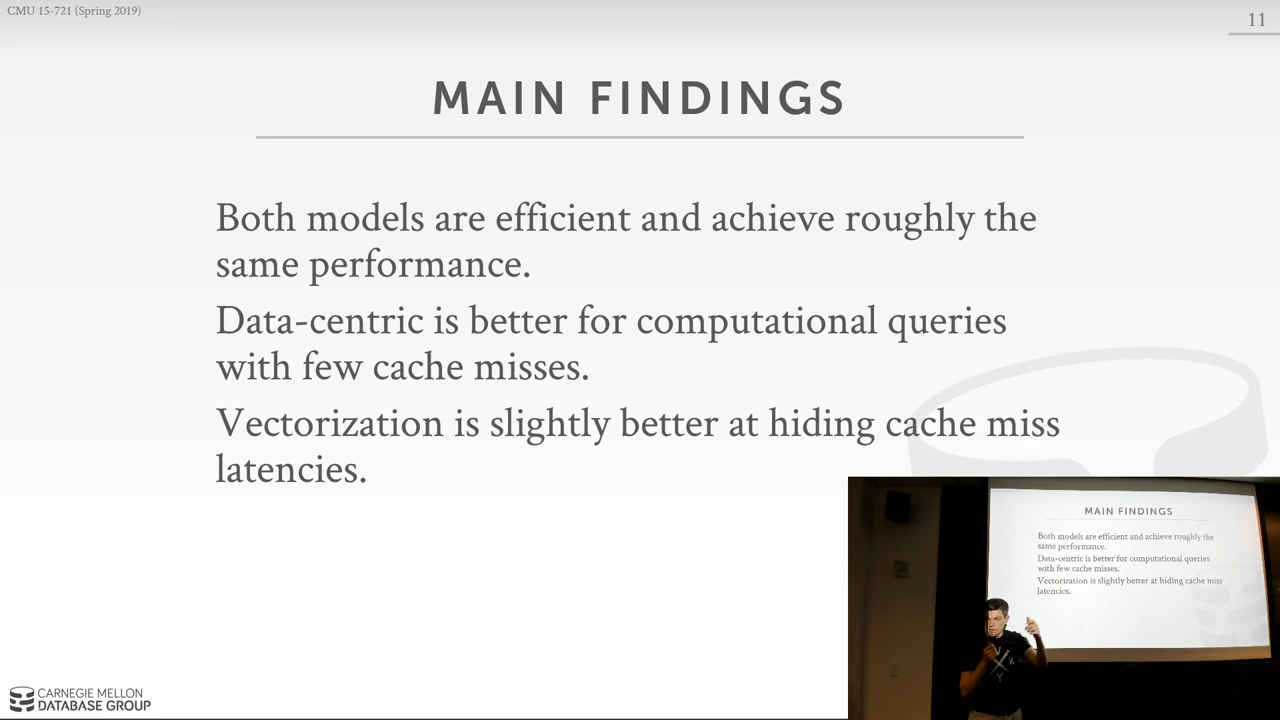 CMU 15-721 (Spring 2019)
11
MAIN FINDINGS
Both models are efficient and achieve roughly the
same performance.
Data-centric is better for computational queries
with few cache misses.
Vectorization is slightly better at hiding cache miss
latencies.
MAIN FINDINGS
Both models are efficient and achieve roughly the
same performance.
Data-centric is better for computational queries
with few cache misses.
Vectorization is slightly better at hiding cache miss
latencies.
CARNEGIE MELLON
DATABASE GROUP